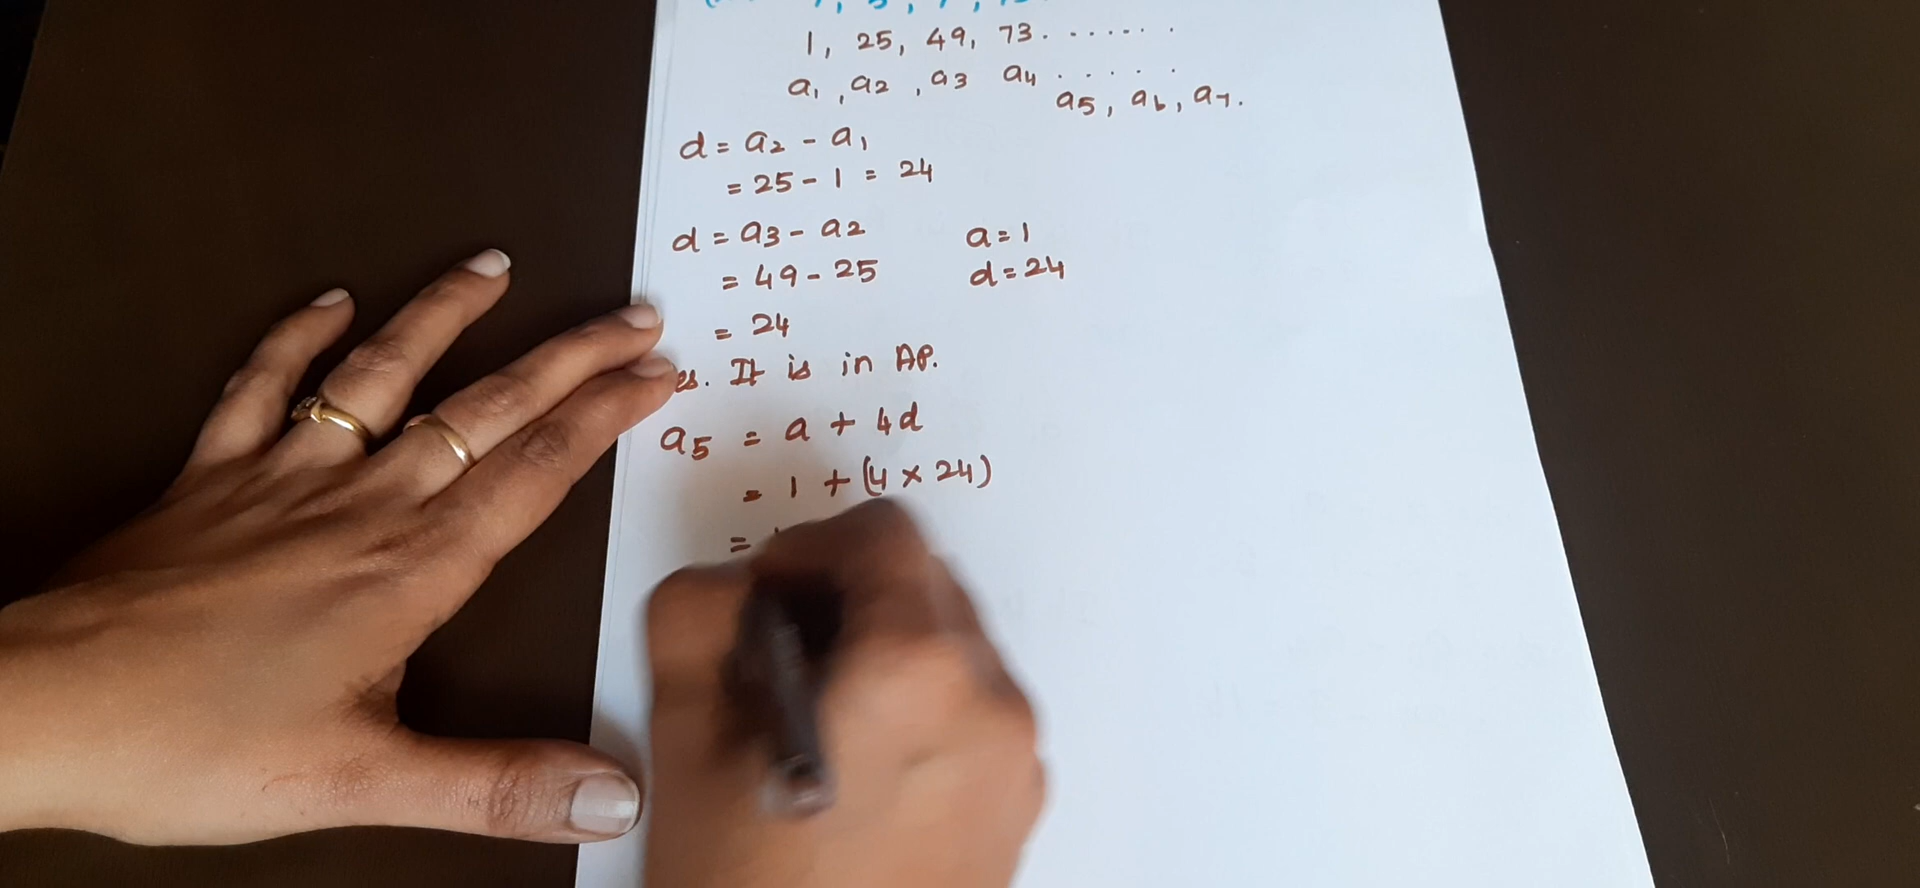 1, 25, 49, 73. . . . . . .
a1, a2, a3 a4 . . . . .
a5, a6, a7.
d = a2 - a1
= 25 - 1 = 24
d = a3 - a2
a = 1
= 49 - 25
d = 24
= 24
It is in AP.
a5 = a + 4d
= 1 + (4 × 24)
=